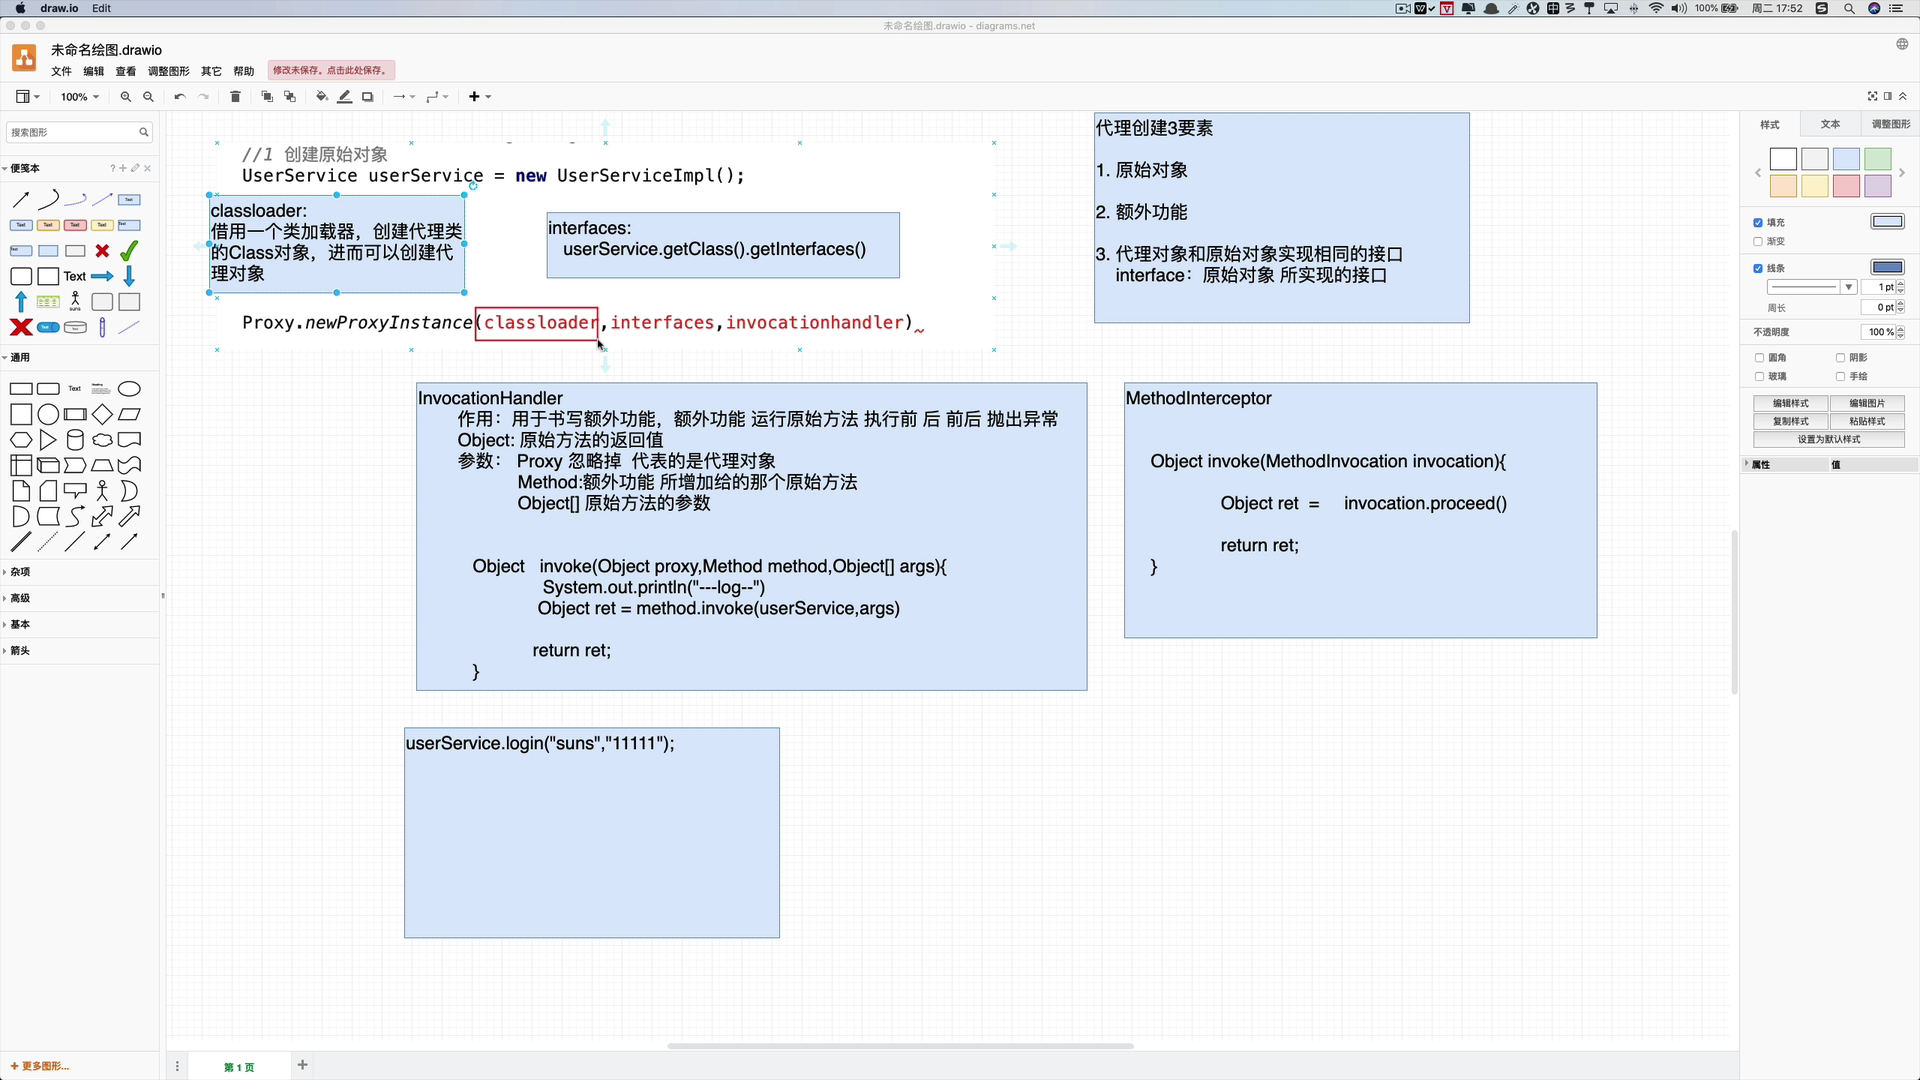 draw.io Edit
100% 周二 17:52
未命名绘图.drawio - diagrams.net
未命名绘图.drawio
文件 编辑 查看 调整图形 其它 帮助 修改未保存。点击此处保存。
100%
搜索图形
便笺本
Text
Text Text Text Text
Text
通用
Text
杂项
高级
基本
箭头
+ 更多图形...
//1 创建原始对象
UserService userService = new UserServiceImpl();
classloader:
借用一个类加载器，创建代理类
的Class对象，进而可以创建代
理对象
interfaces:
userService.getClass().getInterfaces()
Proxy.newProxyInstance(classloader,interfaces,invocationhandler)
代理创建3要素
1. 原始对象
2. 额外功能
3. 代理对象和原始对象实现相同的接口
interface：原始对象 所实现的接口
InvocationHandler
作用：用于书写额外功能，额外功能 运行原始方法 执行前 后 前后 抛出异常
Object: 原始方法的返回值
参数： Proxy 忽略掉 代表的是代理对象
Method:额外功能 所增加给的那个原始方法
Object[] 原始方法的参数
Object invoke(Object proxy,Method method,Object[] args){
System.out.println("---log--")
Object ret = method.invoke(userService,args)
return ret;
}
MethodInterceptor
Object invoke(MethodInvocation invocation){
Object ret = invocation.proceed()
return ret;
}
userService.login("suns","11111");
第 1 页
样式 文本 调整图形
填充
渐变
线条
1 pt
周长 0 pt
不透明度 100 %
圆角 阴影
玻璃 手绘
编辑样式 编辑图片
复制样式 粘贴样式
设置为默认样式
属性 值